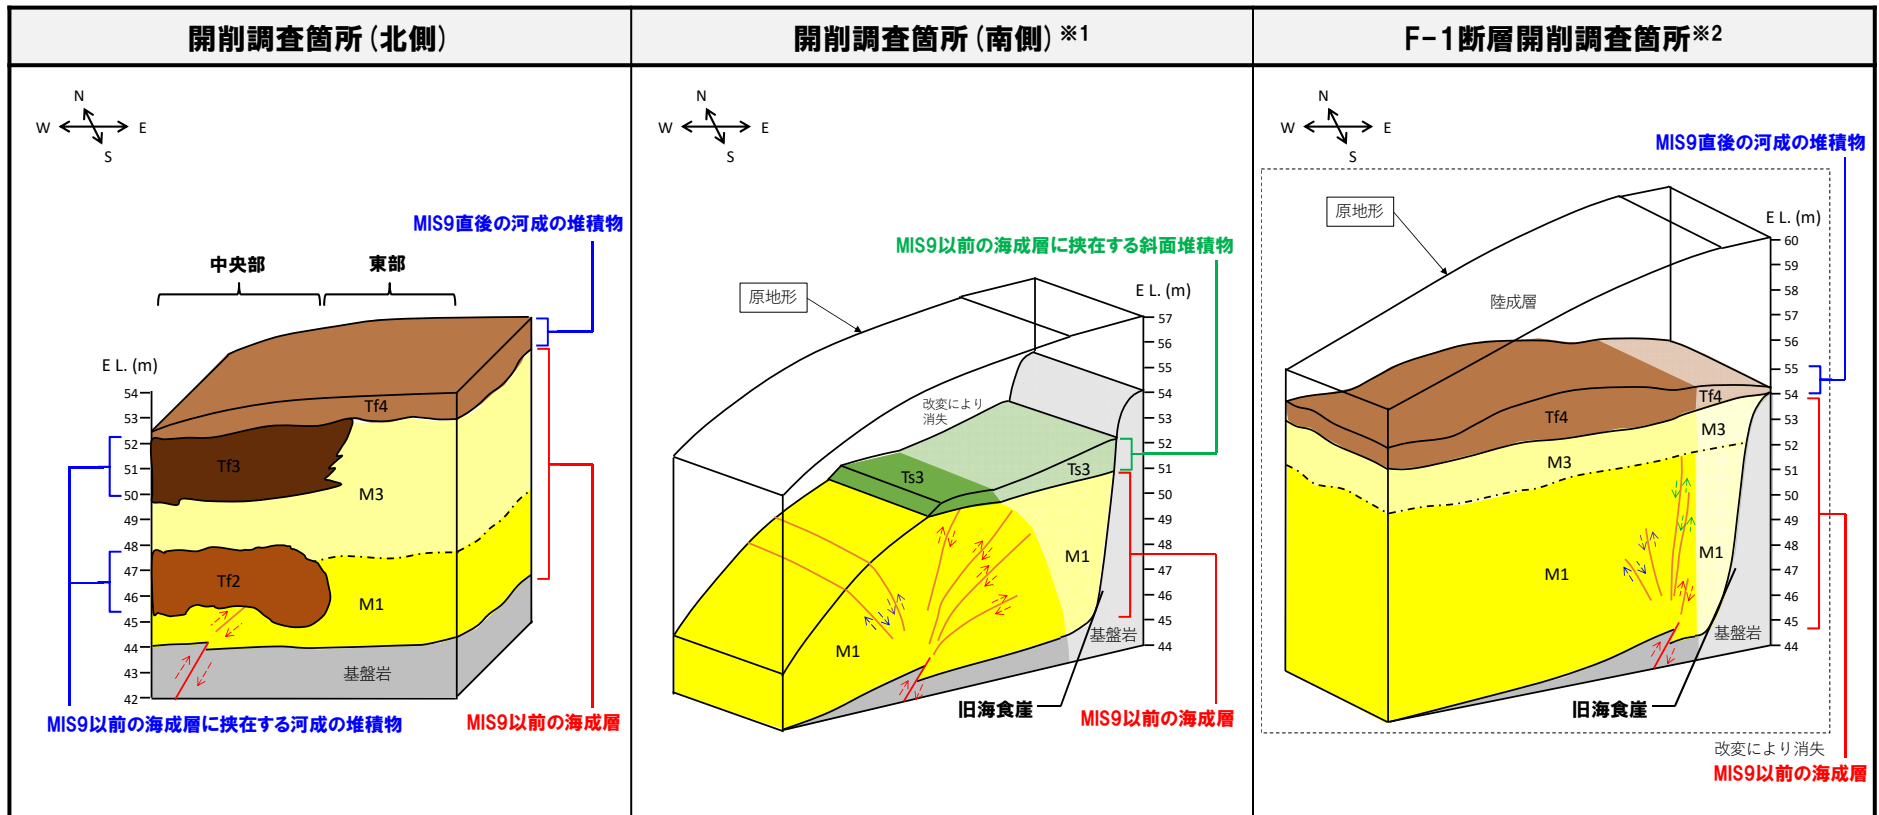 開削調査箇所(北側)
開削調査箇所(南側)※1
F-1断層開削調査箇所※2
N
W
E
S
MIS9直後の河成の堆積物
中央部
東部
E L. (m)
54
53
52
51
50
49
48
47
46
45
44
43
42
Tf4
Tf3
M3
Tf2
M1
基盤岩
MIS9以前の海成層に挟在する河成の堆積物
MIS9以前の海成層
N
W
E
S
MIS9以前の海成層に挟在する斜面堆積物
原地形
E L. (m)
57
56
55
54
53
52
51
50
49
48
47
46
45
44
改変により
消失
Ts3
Ts3
M1
M1
基盤岩
旧海食崖
MIS9以前の海成層
N
W
E
S
MIS9直後の河成の堆積物
原地形
E L. (m)
60
59
58
57
56
55
54
53
52
51
50
49
48
47
46
45
44
陸成層
Tf4
Tf4
M3
M3
M1
M1
基盤岩
旧海食崖
改変により消失
MIS9以前の海成層